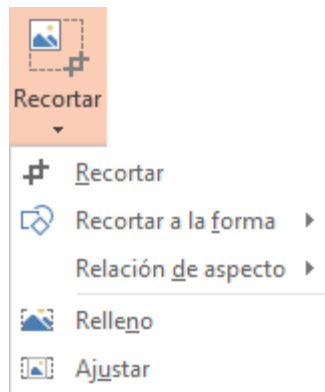 Recortar
Recortar
Recortar a la forma
Relación de aspecto
Relleno
Ajustar